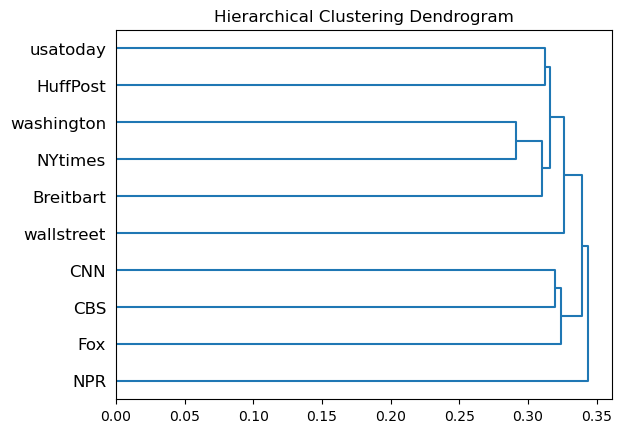 Hierarchical Clustering Dendrogram
usatoday
HuffPost
washington
NYtimes
Breitbart
wallstreet
CNN
CBS
Fox
NPR
0.00 0.05 0.10 0.15 0.20 0.25 0.30 0.35